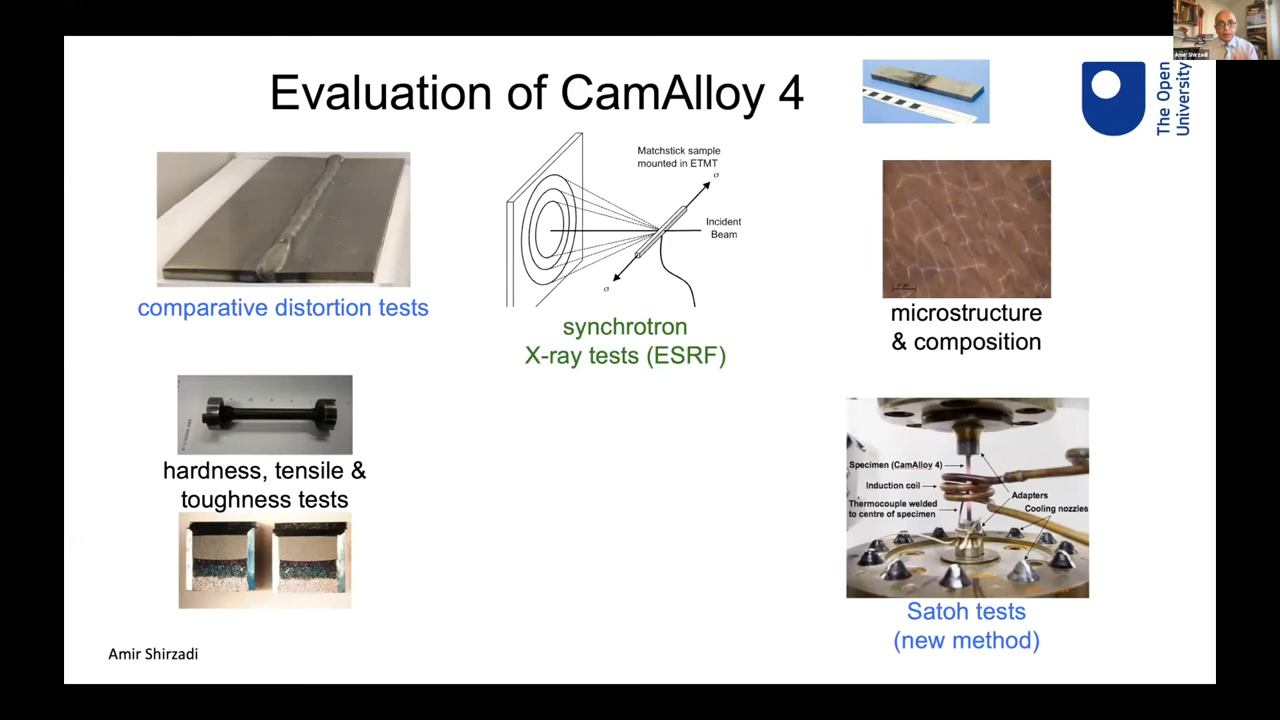 Evaluation of CamAlloy 4
The Open
University
Amir Shirzadi
comparative distortion tests
Matchstick sample
mounted in ETMT
σ
Incident
Beam
σ
synchrotron
X-ray tests (ESRF)
microstructure
& composition
hardness, tensile &
toughness tests
Specimen (CamAlloy 4)
Induction coil
Thermocouple welded
to centre of specimen
Adapters
Cooling nozzles
Satoh tests
(new method)
Amir Shirzadi